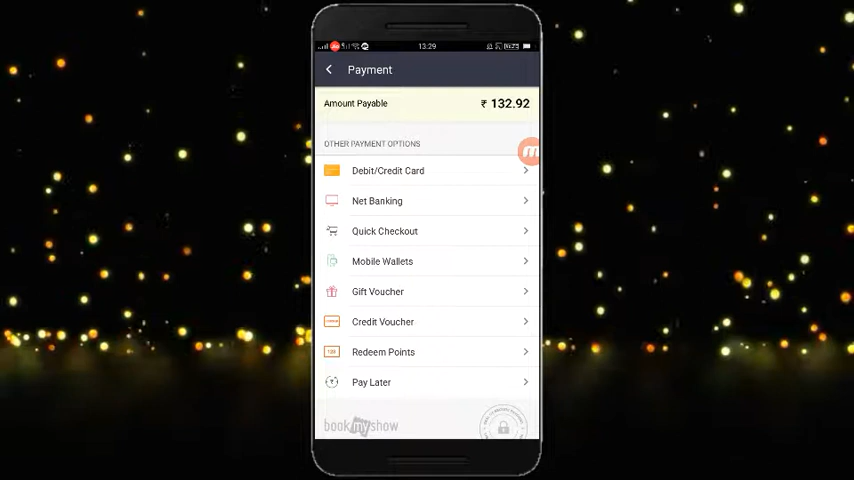 13:29
Payment
Amount Payable ₹ 132.92
OTHER PAYMENT OPTIONS
Debit/Credit Card
Net Banking
Quick Checkout
Mobile Wallets
Gift Voucher
Credit Voucher
Redeem Points
Pay Later
bookmyshow